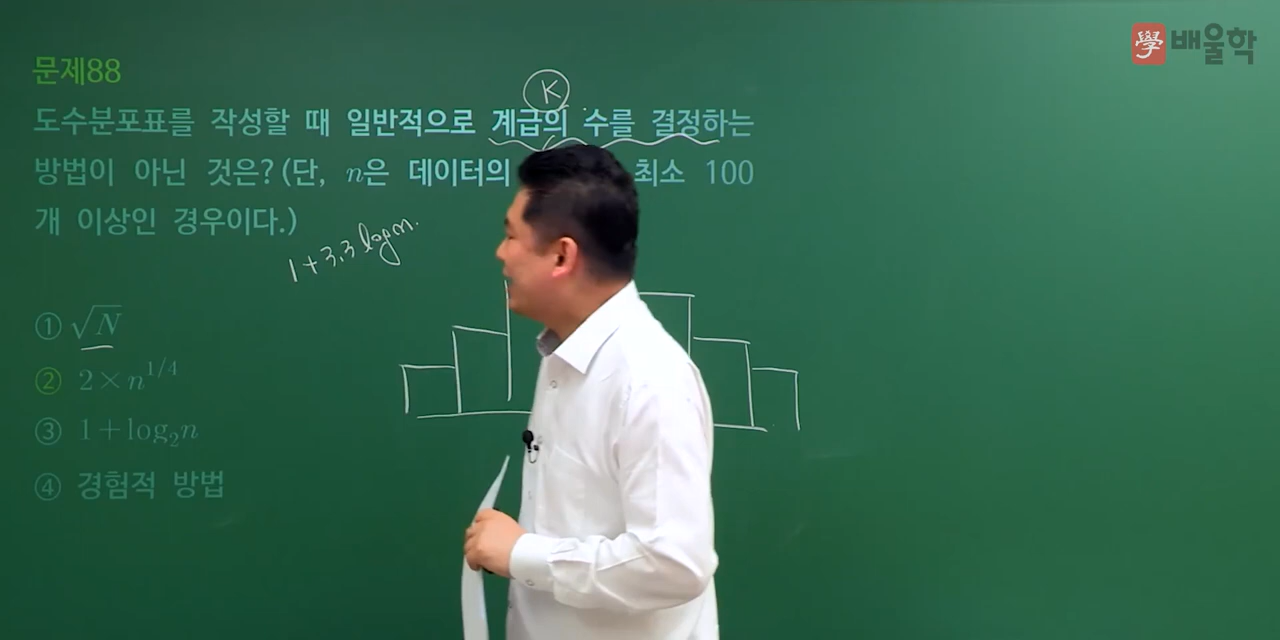 學 배울학
문제88
K
도수분포표를 작성할 때 일반적으로 계급의 수를 결정하는
방법이 아닌 것은? (단, n은 데이터의 최소 100
개 이상인 경우이다.)
1+3.3 logn.
① √N
② 2×n^{1/4}
③ 1+log₂n
④ 경험적 방법